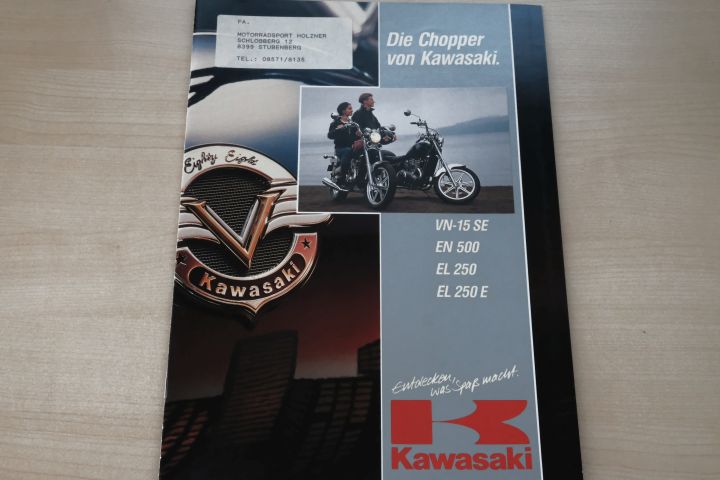 FA.
MOTORRADSPORT HOLZNER
SCHLOßBERG 12
8399 STUBENBERG
TEL.: 08571/8135
Die Chopper
von Kawasaki.
Eighty Eight
V
Kawasaki
VN-15 SE
EN 500
EL 250
EL 250 E
Entdecken,
was Spaß macht.
Kawasaki